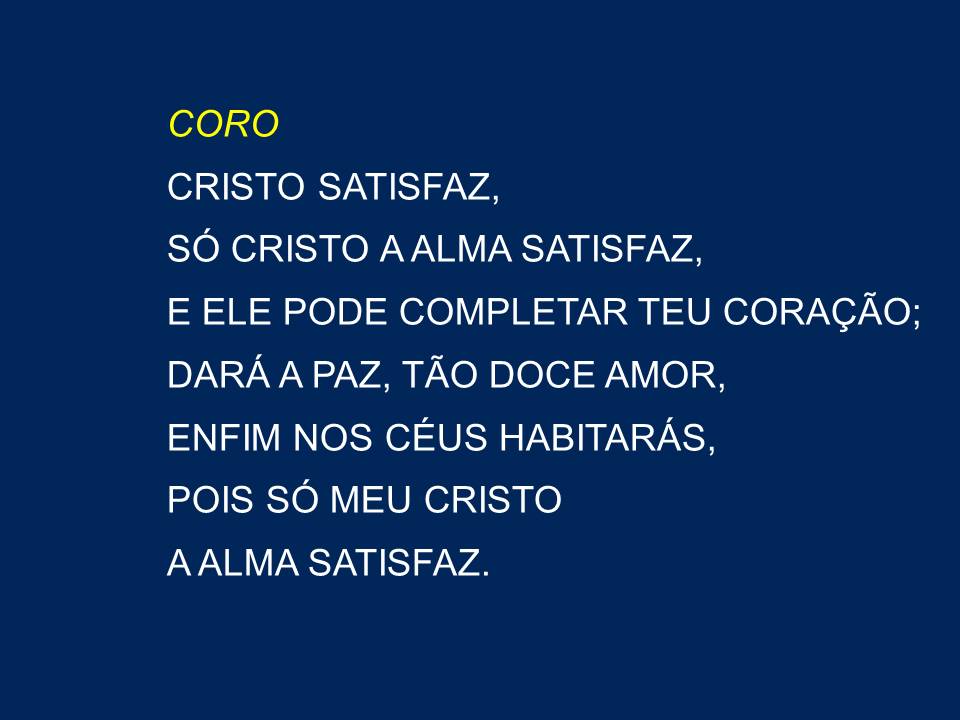 CORO
CRISTO SATISFAZ,
SÓ CRISTO A ALMA SATISFAZ,
E ELE PODE COMPLETAR TEU CORAÇÃO;
DARÁ A PAZ, TÃO DOCE AMOR,
ENFIM NOS CÉUS HABITARÁS,
POIS SÓ MEU CRISTO
A ALMA SATISFAZ.